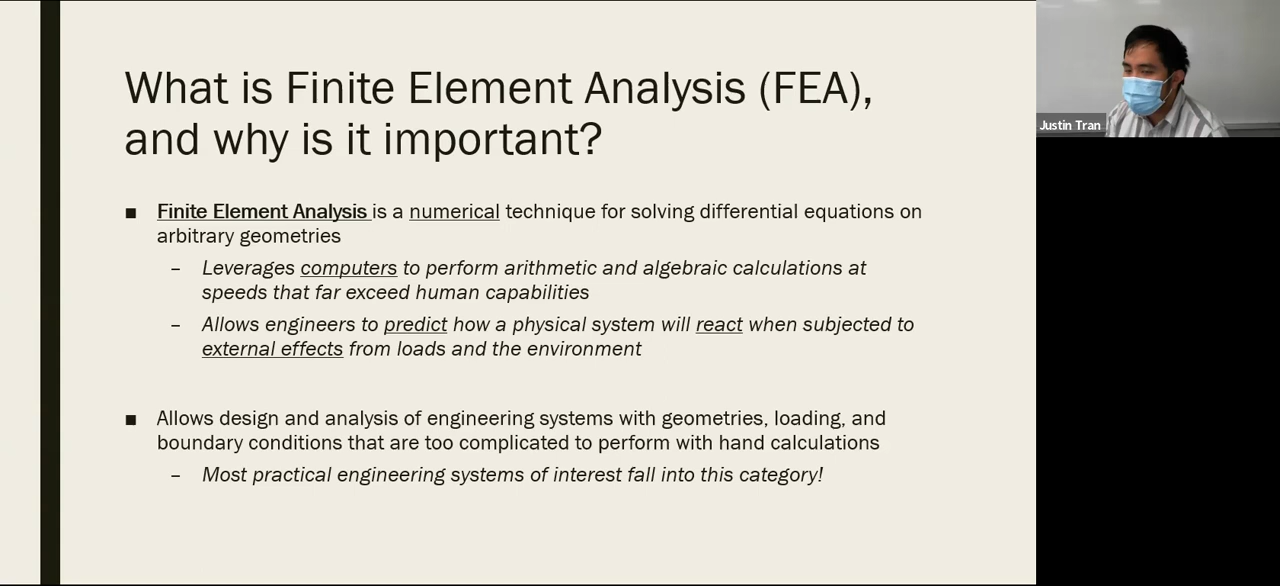 What is Finite Element Analysis (FEA),
and why is it important?
■ Finite Element Analysis is a numerical technique for solving differential equations on
arbitrary geometries
– Leverages computers to perform arithmetic and algebraic calculations at
speeds that far exceed human capabilities
– Allows engineers to predict how a physical system will react when subjected to
external effects from loads and the environment
■ Allows design and analysis of engineering systems with geometries, loading, and
boundary conditions that are too complicated to perform with hand calculations
– Most practical engineering systems of interest fall into this category!
Justin Tran